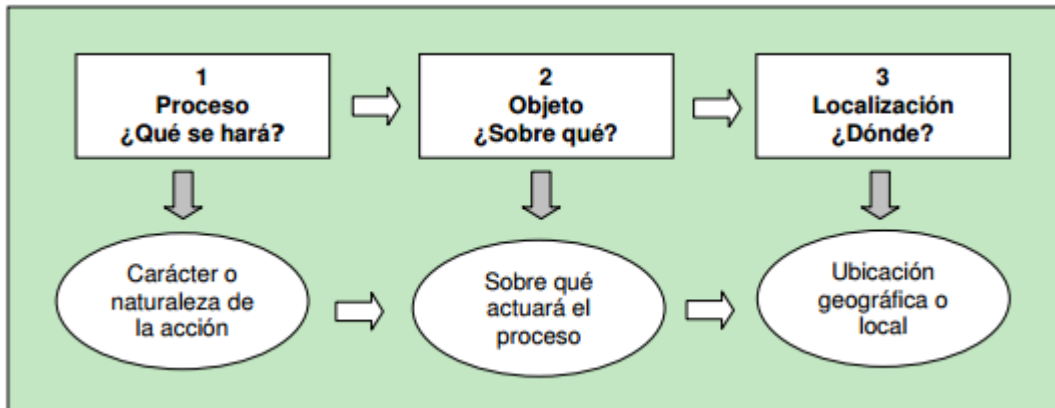 1
Proceso
¿Qué se hará?
2
Objeto
¿Sobre qué?
3
Localización
¿Dónde?
Carácter o
naturaleza de
la acción
Sobre qué
actuará el
proceso
Ubicación
geográfica o
local